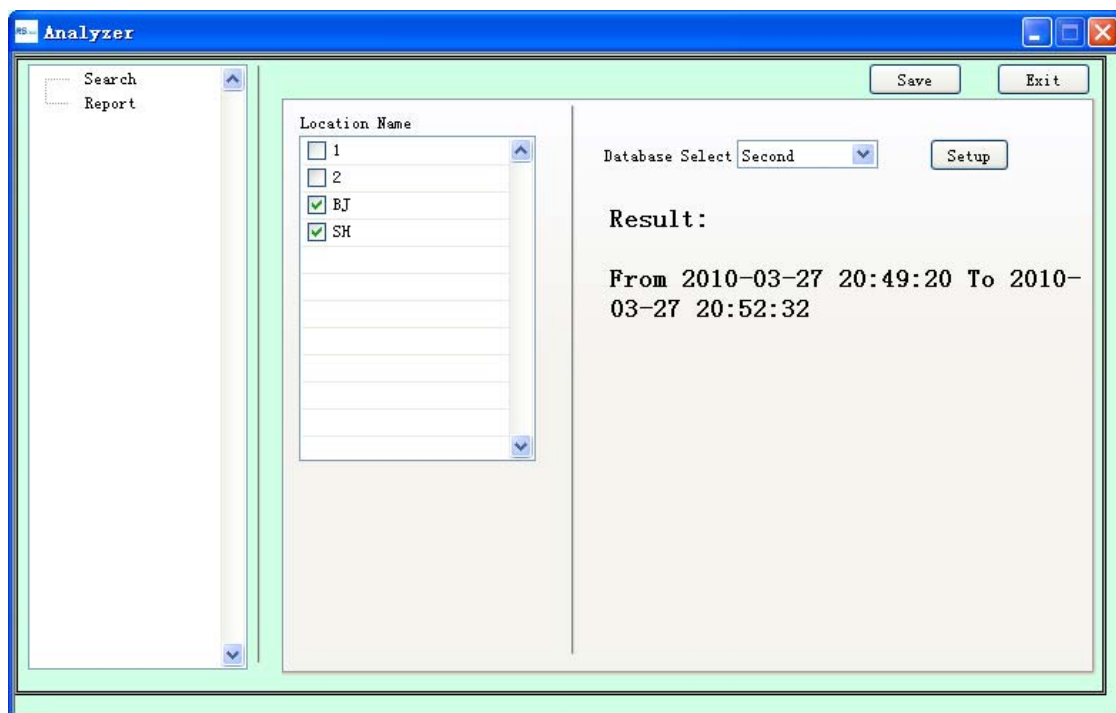 Analyzer
Search
Report
Save
Exit
Location Name
1
2
BJ
SH
Database Select Second
Setup
Result:
From 2010-03-27 20:49:20 To 2010-
03-27 20:52:32